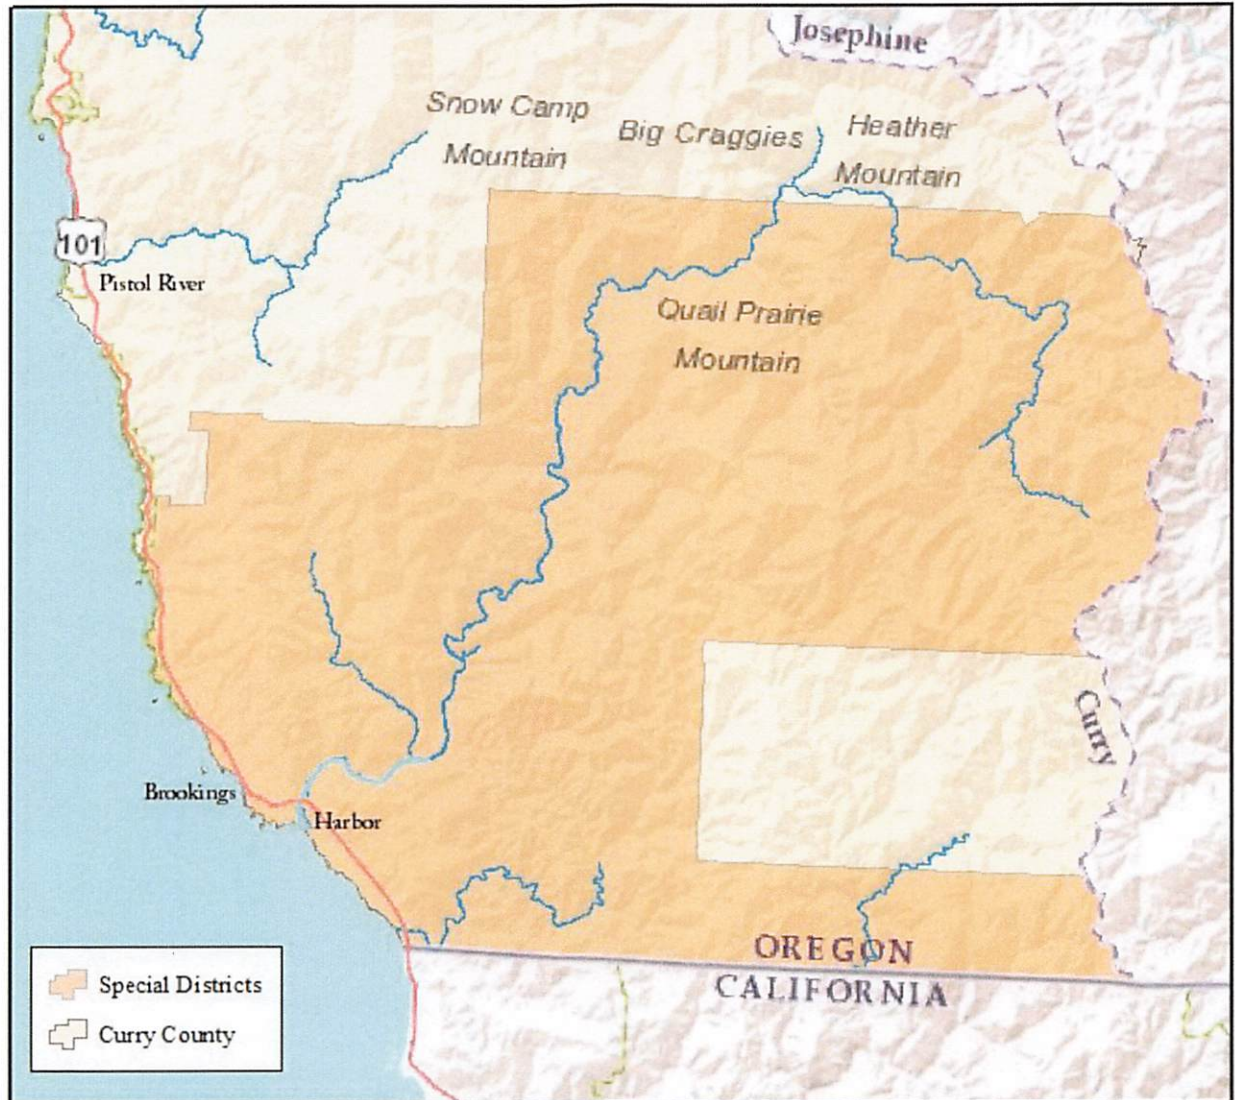 Josephine
Snow Camp
Mountain
Big Craggies
Heather
Mountain
101
Pistol River
Quail Prairie
Mountain
Curry
Brookings
Harbor
OREGON
CALIFORNIA
Special Districts
Curry County